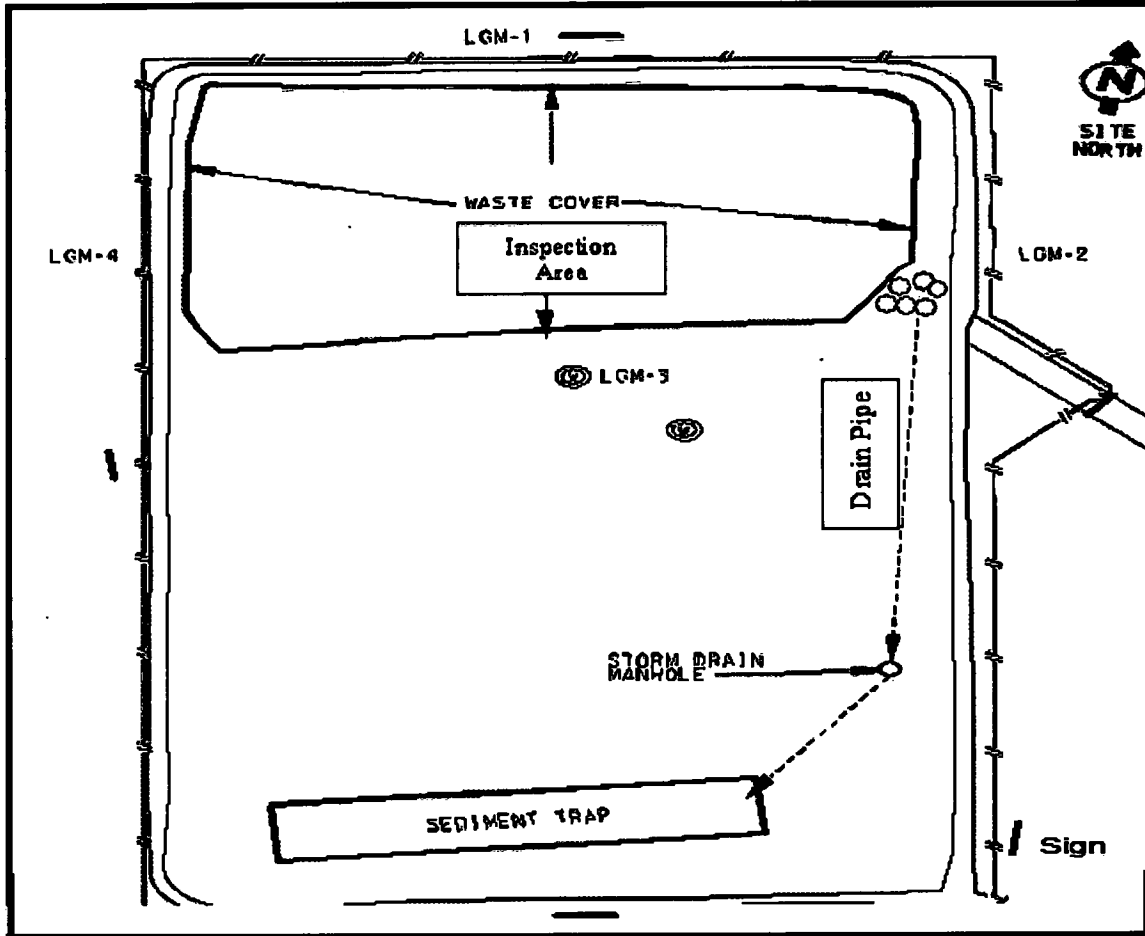 LGM-1
N
SITE
NORTH
WASTE COVER
Inspection
Area
LGM-4
LGM-2
LGM-3
Drain Pipe
STORM DRAIN
MANHOLE
SEDIMENT TRAP
Sign